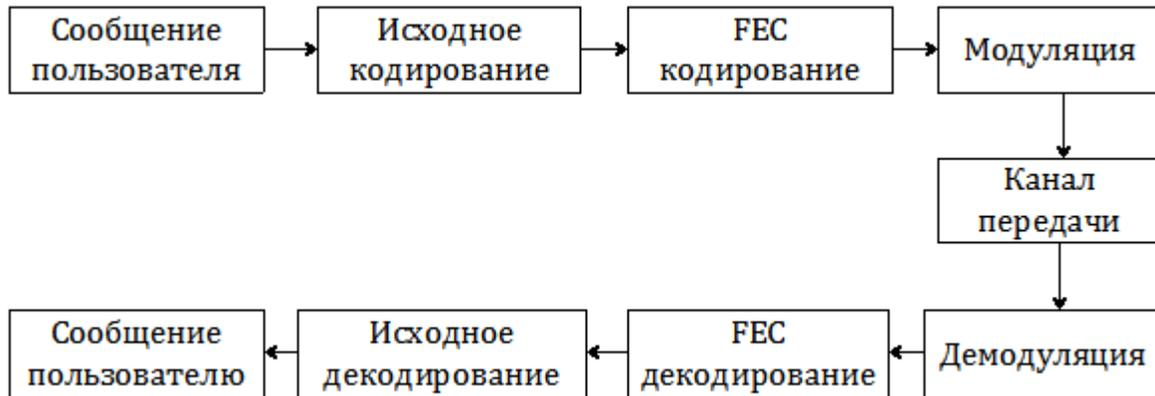 Сообщение
пользователя
Исходное
кодирование
FEC
кодирование
Модуляция
Канал
передачи
Сообщение
пользователю
Исходное
декодирование
FEC
декодирование
Демодуляция